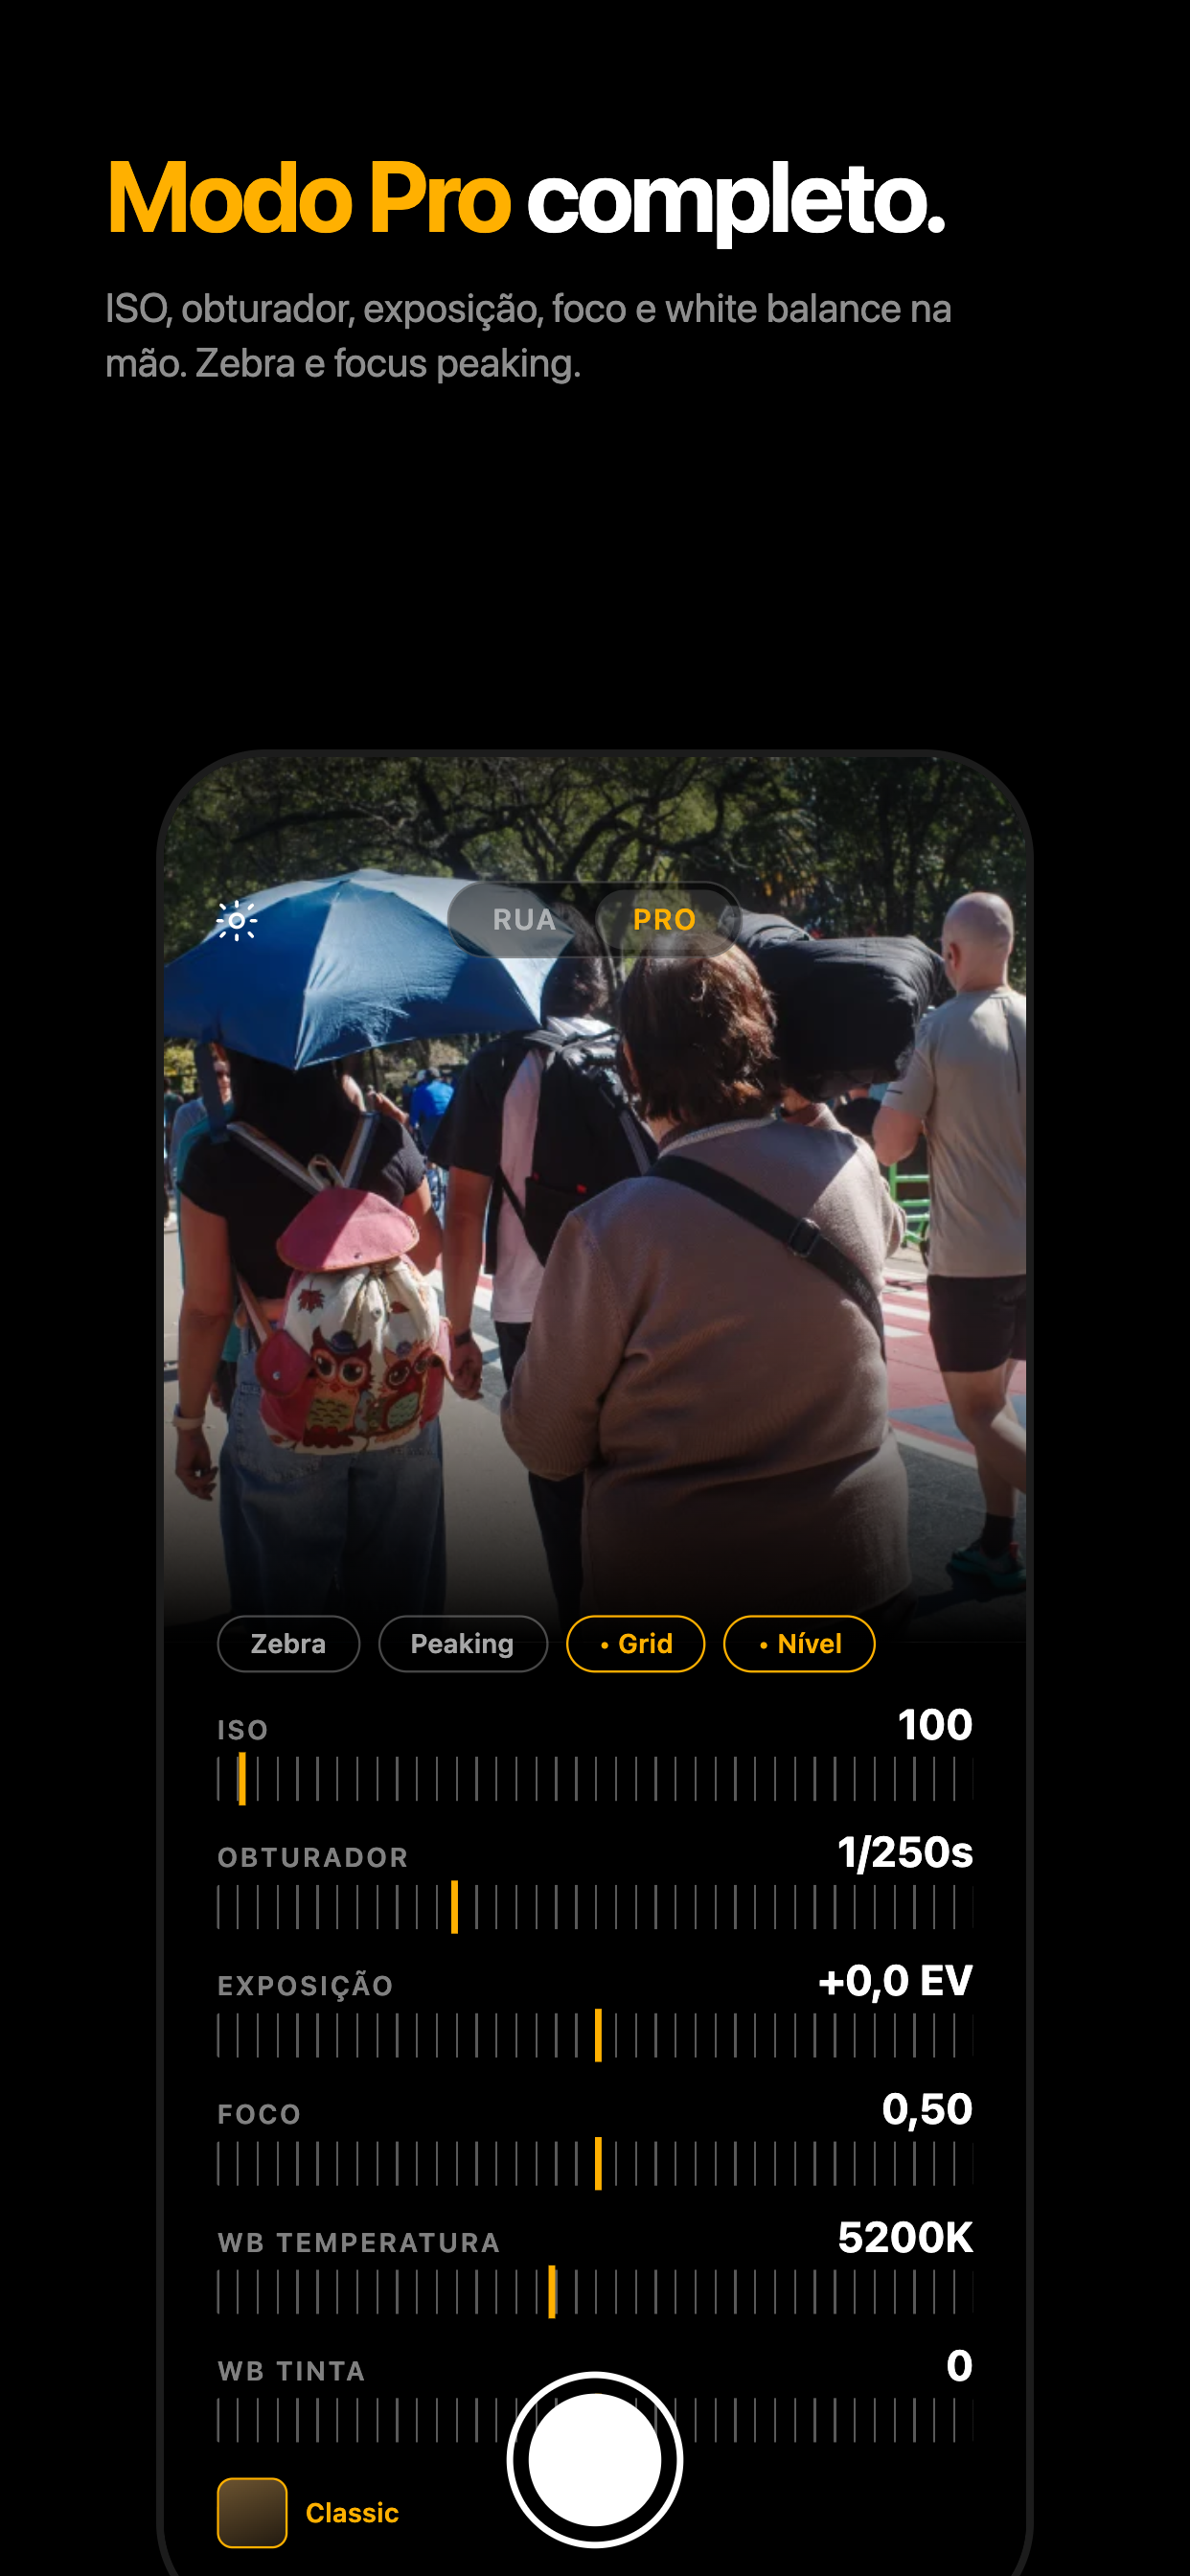 Modo Pro completo.
ISO, obturador, exposição, foco e white balance na
mão. Zebra e focus peaking.
RUA PRO
Zebra Peaking • Grid • Nível
ISO 100
OBTURADOR 1/250s
EXPOSIÇÃO +0,0 EV
FOCO 0,50
WB TEMPERATURA 5200K
WB TINTA 0
Classic